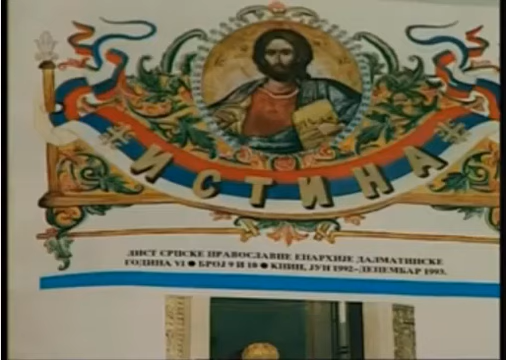 ИСТИНА
ЛИСТ СРПСКЕ ПРАВОСЛАВНЕ ЕПАРХИЈЕ ДАЛМАТИНСКЕ
ГОДИНА VI ● БРОЈ 9 И 10 ● КНИН, ЈУН 1992-ДЕЦЕМБАР 1993.